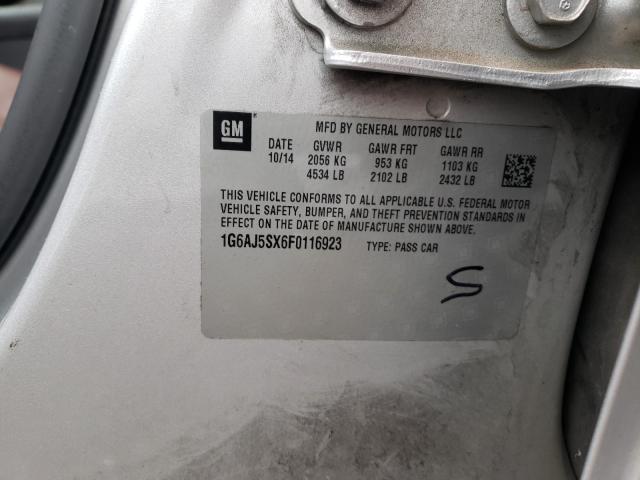 GM
MFD BY GENERAL MOTORS LLC
DATE GVWR GAWR FRT GAWR RR
10/14 2056 KG 953 KG 1103 KG
4534 LB 2102 LB 2432 LB
THIS VEHICLE CONFORMS TO ALL APPLICABLE U.S. FEDERAL MOTOR
VEHICLE SAFETY, BUMPER, AND THEFT PREVENTION STANDARDS IN
EFFECT ON THE DATE OF MANUFACTURE SHOWN ABOVE.
1G6AJ5SX6F0116923 TYPE: PASS CAR
S